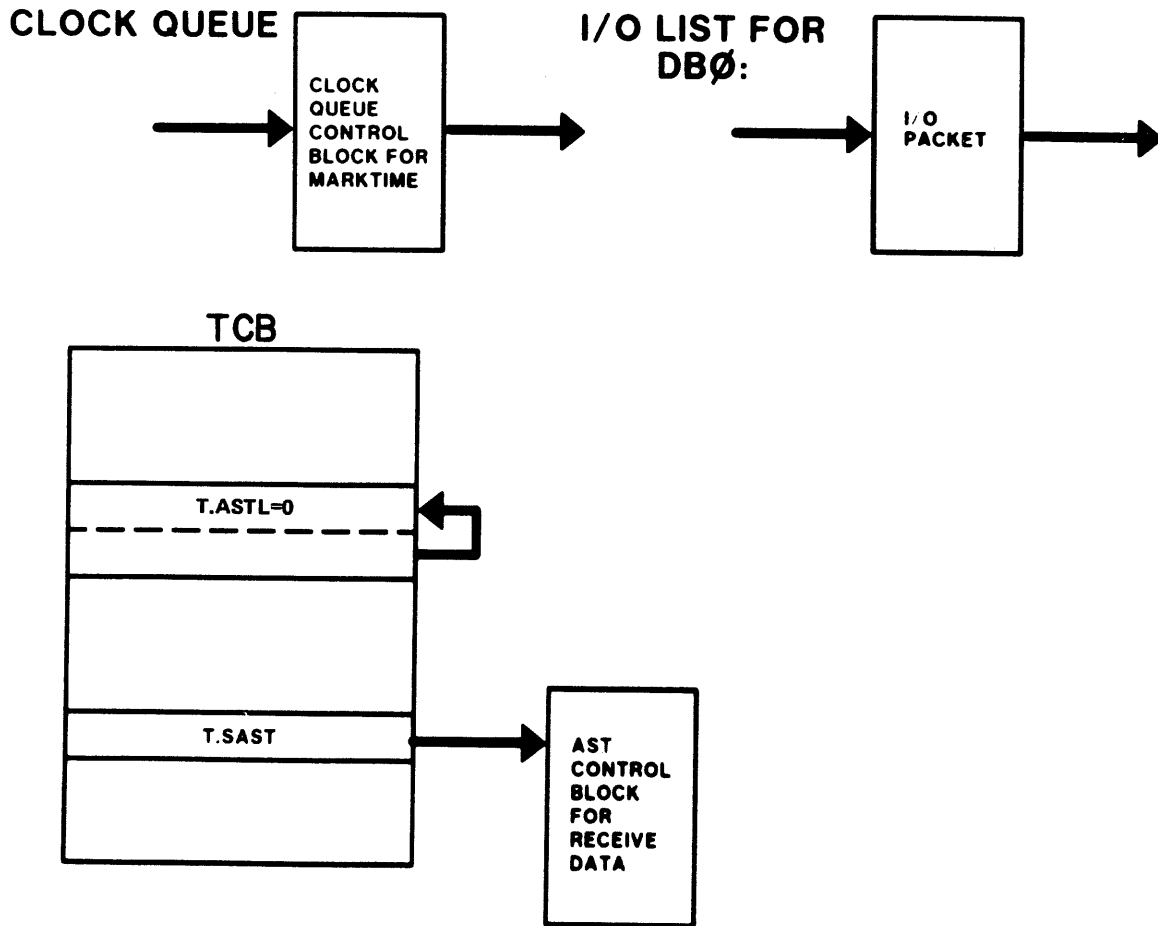 CLOCK QUEUE
CLOCK
QUEUE
CONTROL
BLOCK FOR
MARKTIME
I/O LIST FOR
DBØ:
I/O
PACKET
TCB
T.ASTL=0
T.SAST
AST
CONTROL
BLOCK
FOR
RECEIVE
DATA